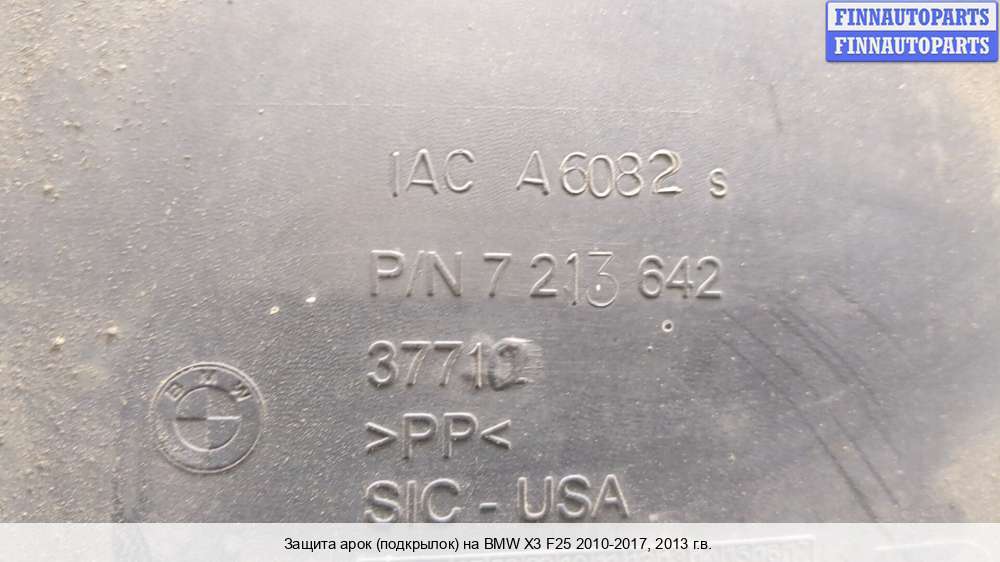 FINNAUTOPARTS
FINNAUTOPARTS
IAC A6082 s
P/N 7 213 642
BMW
>PP<
SIC - USA
Защита арок (подкрылок) на BMW X3 F25 2010-2017, 2013 г.в.